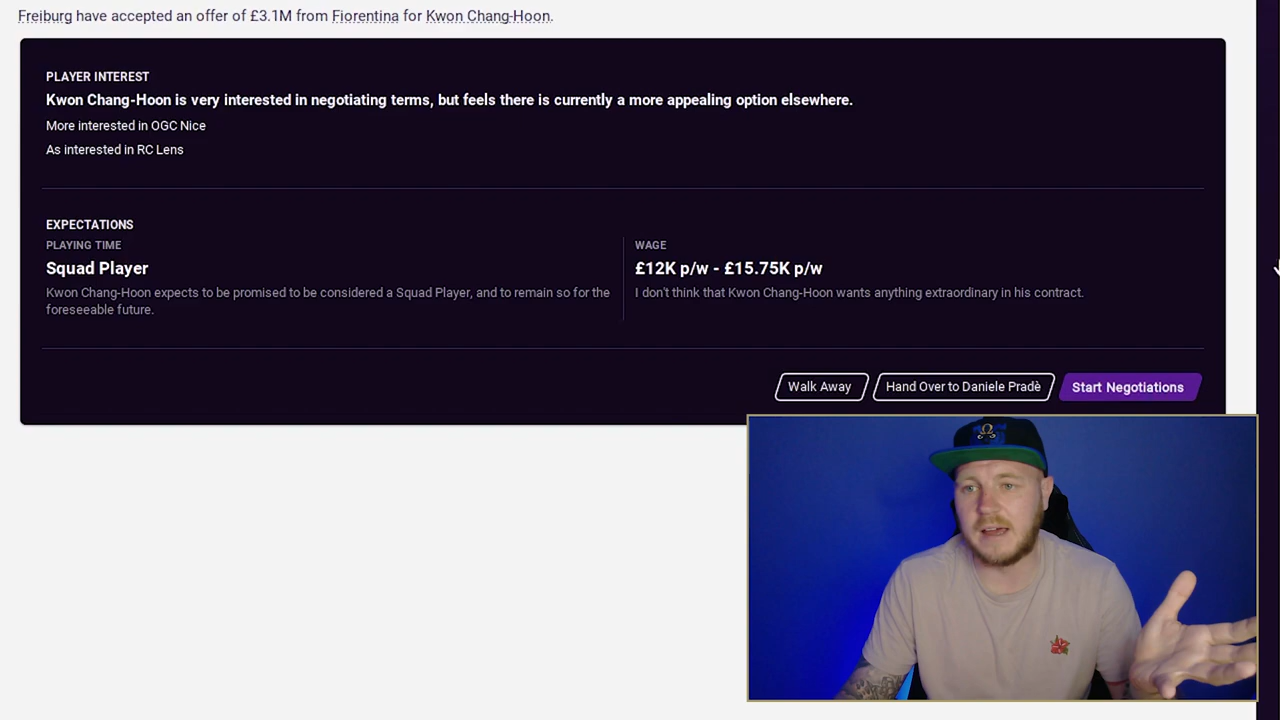 Freiburg have accepted an offer of £3.1M from Fiorentina for Kwon Chang-Hoon.
PLAYER INTEREST
Kwon Chang-Hoon is very interested in negotiating terms, but feels there is currently a more appealing option elsewhere.
More interested in OGC Nice
As interested in RC Lens
EXPECTATIONS
PLAYING TIME
Squad Player
Kwon Chang-Hoon expects to be promised to be considered a Squad Player, and to remain so for the
foreseeable future.
WAGE
£12K p/w - £15.75K p/w
I don't think that Kwon Chang-Hoon wants anything extraordinary in his contract.
Walk Away
Hand Over to Daniele Pradè
Start Negotiations